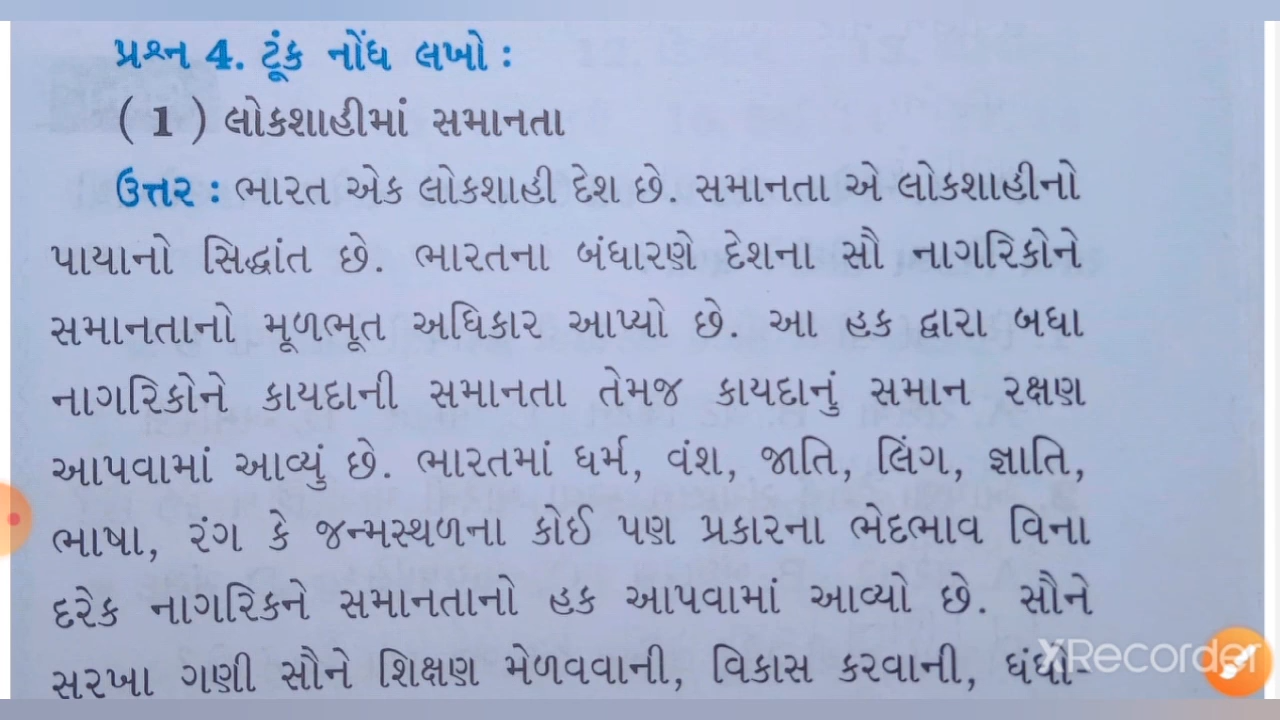 પ્રશ્ન 4. ટૂંક નોંધ લખો :
( 1 ) લોકશાહીમાં સમાનતા
ઉત્તર : ભારત એક લોકશાહી દેશ છે. સમાનતા એ લોકશાહીનો
પાયાનો સિદ્ધાંત છે. ભારતના બંધારણે દેશના સૌ નાગરિકોને
સમાનતાનો મૂળભૂત અધિકાર આપ્યો છે. આ હક દ્વારા બધા
નાગરિકોને કાયદાની સમાનતા તેમજ કાયદાનું સમાન રક્ષણ
આપવામાં આવ્યું છે. ભારતમાં ધર્મ, વંશ, જાતિ, લિંગ, જ્ઞાતિ,
ભાષા, રંગ કે જન્મસ્થળના કોઈ પણ પ્રકારના ભેદભાવ વિના
દરેક નાગરિકને સમાનતાનો હક આપવામાં આવ્યો છે. સૌને
સરખા ગણી સૌને શિક્ષણ મેળવવાની, વિકાસ કરવાની, ધંધો-
XRecorder